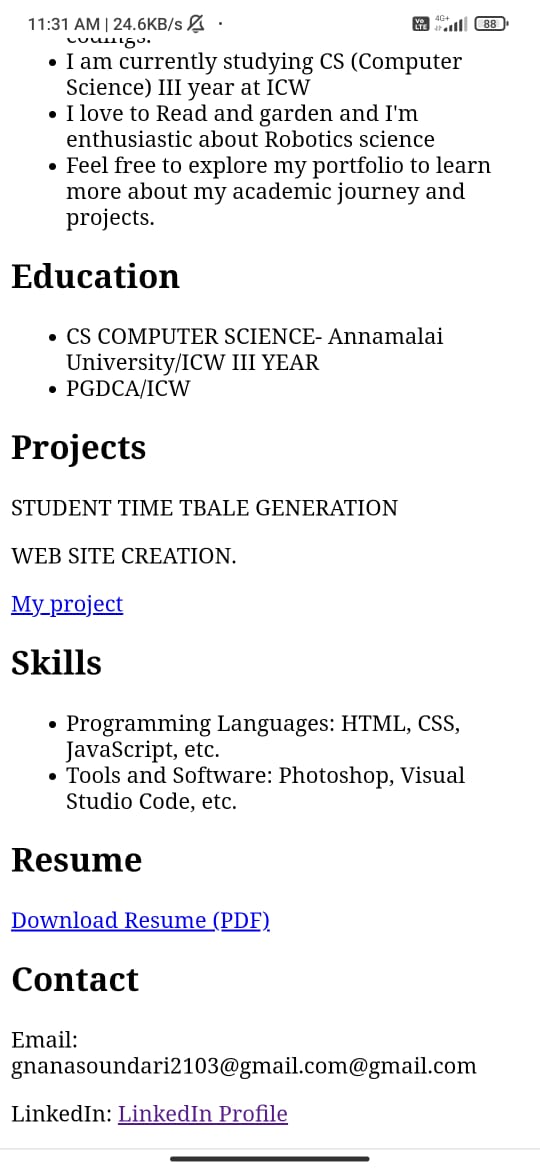 11:31 AM | 24.6KB/s
Vo LTE 4G+ 88
codings.
• I am currently studying CS (Computer
Science) III year at ICW
• I love to Read and garden and I'm
enthusiastic about Robotics science
• Feel free to explore my portfolio to learn
more about my academic journey and
projects.
Education
• CS COMPUTER SCIENCE- Annamalai
University/ICW III YEAR
• PGDCA/ICW
Projects
STUDENT TIME TBALE GENERATION
WEB SITE CREATION.
My project
Skills
• Programming Languages: HTML, CSS,
JavaScript, etc.
• Tools and Software: Photoshop, Visual
Studio Code, etc.
Resume
Download Resume (PDF)
Contact
Email:
gnanasoundari2103@gmail.com@gmail.com
LinkedIn: LinkedIn Profile